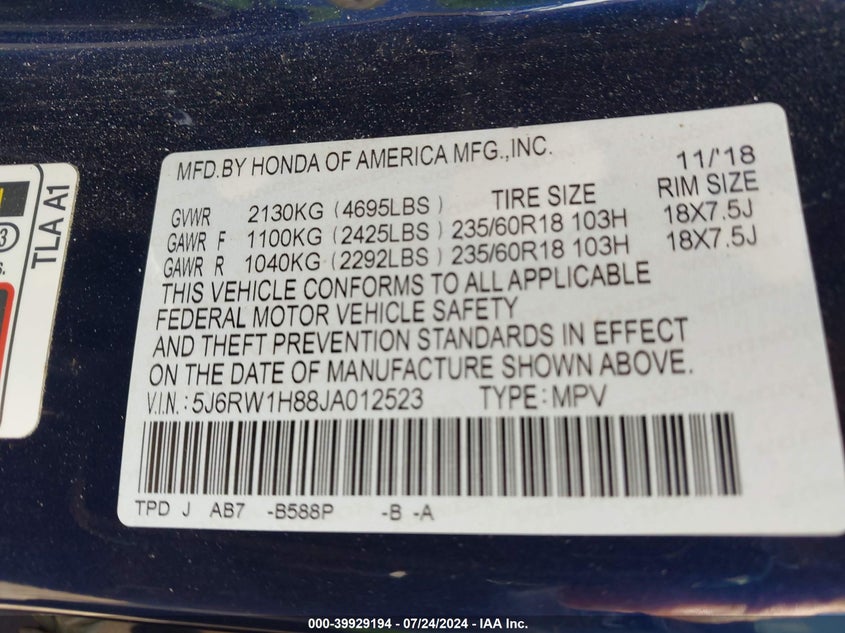 MFD.BY HONDA OF AMERICA MFG.,INC. 11/'18
TIRE SIZE RIM SIZE
GVWR 2130KG (4695LBS)
GAWR F 1100KG (2425LBS) 235/60R18 103H 18X7.5J
GAWR R 1040KG (2292LBS) 235/60R18 103H 18X7.5J
THIS VEHICLE CONFORMS TO ALL APPLICABLE
FEDERAL MOTOR VEHICLE SAFETY
AND THEFT PREVENTION STANDARDS IN EFFECT
ON THE DATE OF MANUFACTURE SHOWN ABOVE.
V.I.N.: 5J6RW1H88JA012523 TYPE: MPV
TPD J AB7 -B588P -B -A
TLA A1
3
000-39929194 / 07/24/2024 - IAA Inc.